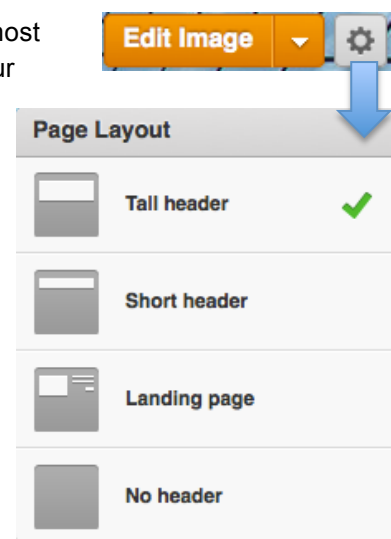 Edit Image
Page Layout
Tall header
Short header
Landing page
No header